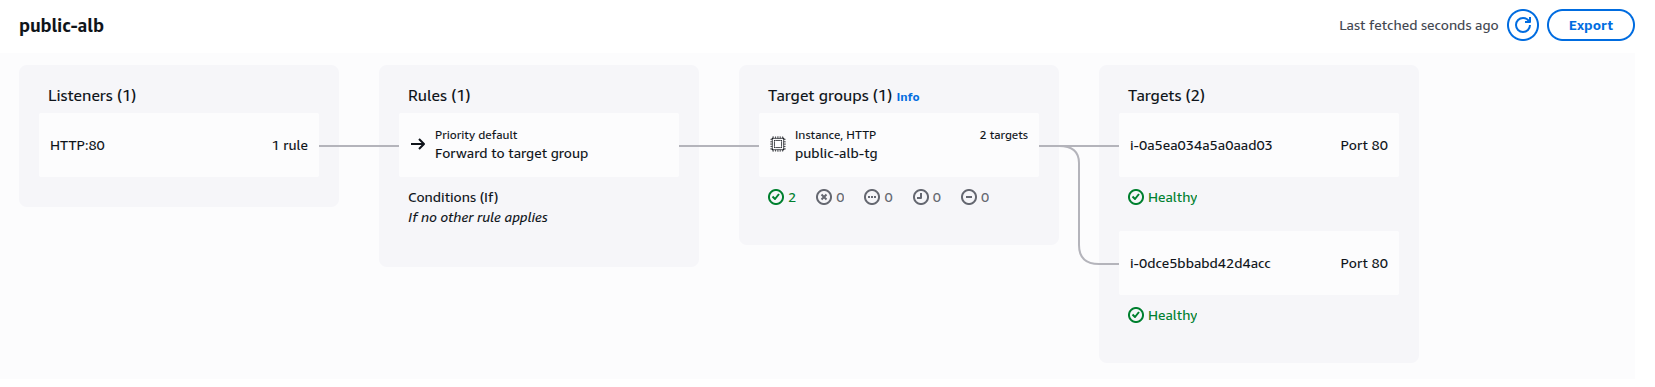 public-alb
Last fetched seconds ago
Export
Listeners (1)
HTTP:80 1 rule
Rules (1)
Priority default
Forward to target group
Conditions (If)
If no other rule applies
Target groups (1) Info
Instance, HTTP 2 targets
public-alb-tg
2 0 0 0 0
Targets (2)
i-0a5ea034a5a0aad03 Port 80
Healthy
i-0dce5bbabd42d4acc Port 80
Healthy